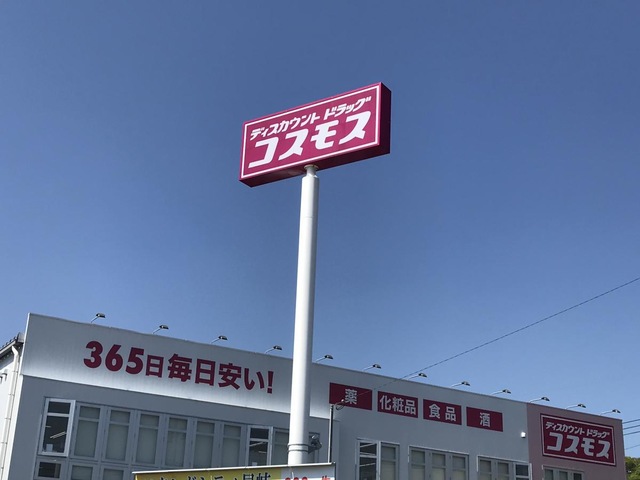 ディスカウント ドラッグ
コスモス
365日毎日安い!
薬 化粧品 食品 酒
ディスカウント ドラッグ
コスモス